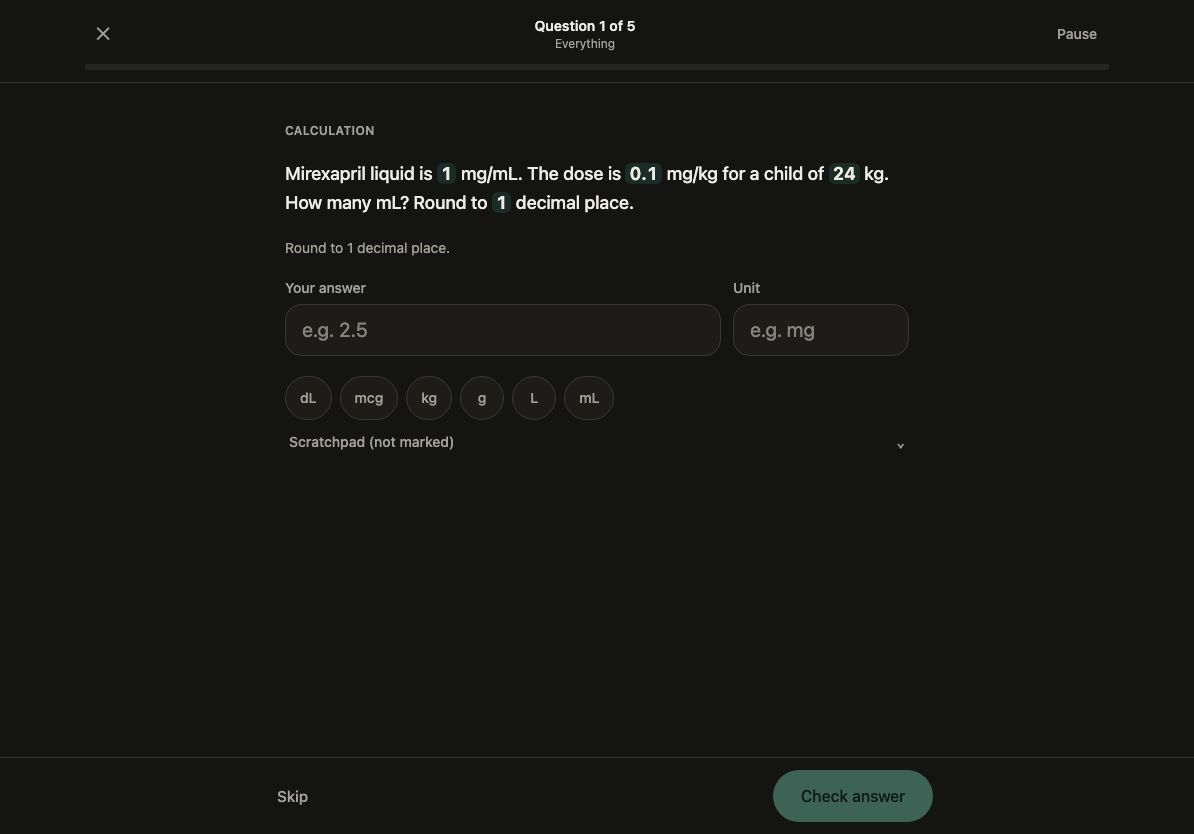 Question 1 of 5
Everything
Pause
CALCULATION
Mirexapril liquid is 1 mg/mL. The dose is 0.1 mg/kg for a child of 24 kg.
How many mL? Round to 1 decimal place.
Round to 1 decimal place.
Your answer
Unit
e.g. 2.5
e.g. mg
dL
mcg
kg
g
L
mL
Scratchpad (not marked)
Skip
Check answer